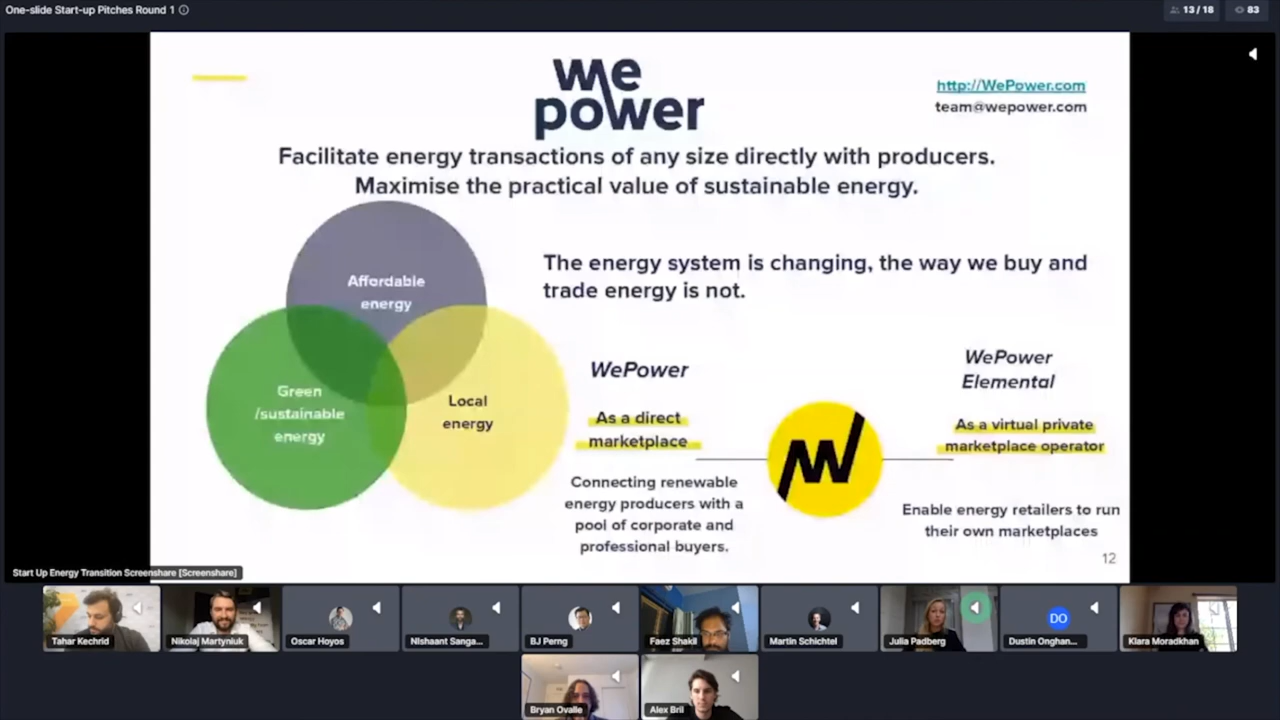 One-slide Start-up Pitches Round 1
13 / 18
83
we
power
http://WePower.com
team@wepower.com
Facilitate energy transactions of any size directly with producers.
Maximise the practical value of sustainable energy.
Affordable
energy
Green
/sustainable
energy
Local
energy
The energy system is changing, the way we buy and
trade energy is not.
WePower
As a direct
marketplace
Connecting renewable
energy producers with a
pool of corporate and
professional buyers.
WePower
Elemental
As a virtual private
marketplace operator
Enable energy retailers to run
their own marketplaces
12
Start Up Energy Transition Screenshare [Screenshare]
Tahar Kechrid
Nikolaj Martyniuk
Oscar Hoyos
Nishaant Sanga...
BJ Perng
Faez Shakil
Martin Schichtel
Julia Padberg
DO
Dustin Onghan...
Klara Moradkhan
Bryan Ovalle
Alex Bril